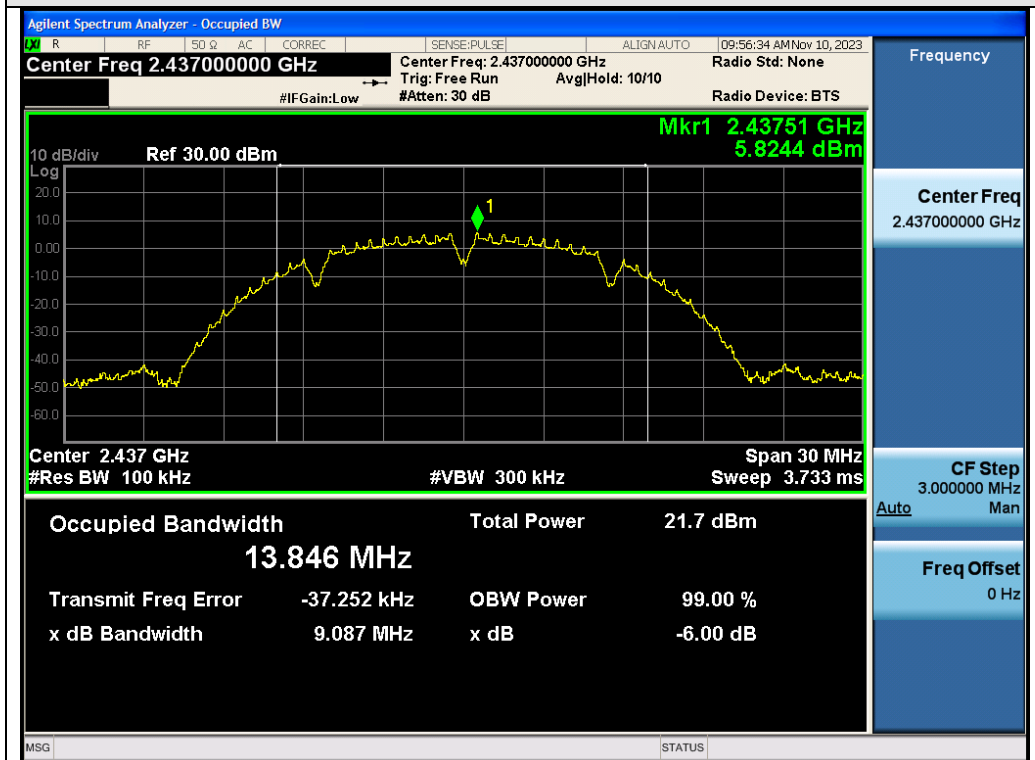 Agilent Spectrum Analyzer - Occupied BW
LXI R RF 50 Ω AC CORREC SENSE:PULSE ALIGN AUTO 09:56:34 AM Nov 10, 2023
Center Freq 2.437000000 GHz
Center Freq: 2.437000000 GHz
Radio Std: None
Trig: Free Run Avg|Hold: 10/10
#IFGain:Low #Atten: 30 dB Radio Device: BTS
Mkr1 2.43751 GHz
5.8244 dBm
10 dB/div Ref 30.00 dBm
Log
20.0
10.0
0.00
-10.0
-20.0
-30.0
-40.0
-50.0
-60.0
1
Center 2.437 GHz Span 30 MHz
#Res BW 100 kHz #VBW 300 kHz Sweep 3.733 ms
Occupied Bandwidth Total Power 21.7 dBm
13.846 MHz
Transmit Freq Error -37.252 kHz OBW Power 99.00 %
x dB Bandwidth 9.087 MHz x dB -6.00 dB
Frequency
Center Freq
2.437000000 GHz
CF Step
3.000000 MHz
Auto Man
Freq Offset
0 Hz
MSG STATUS